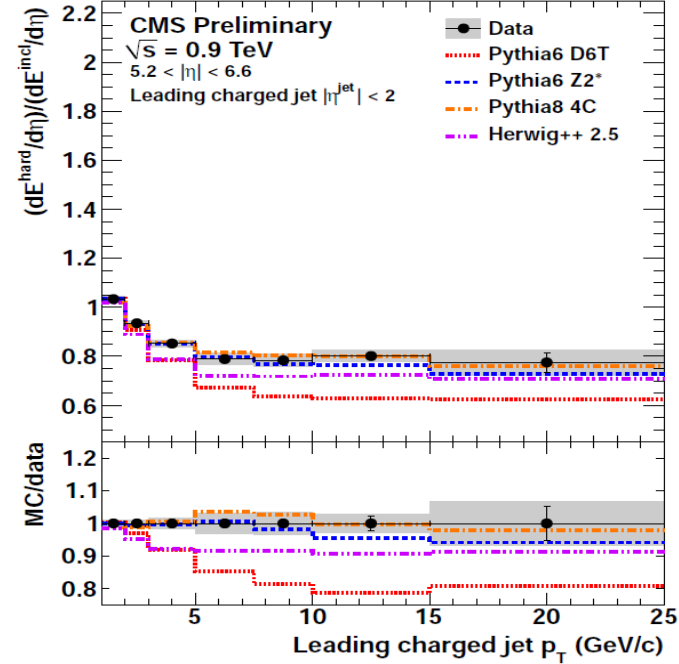 (dE^hard/dη)/(dE^incl/dη)
CMS Preliminary
√s = 0.9 TeV
5.2 < |η| < 6.6
Leading charged jet |η^jet| < 2
Data
Pythia6 D6T
Pythia6 Z2*
Pythia8 4C
Herwig++ 2.5
2.2
2
1.8
1.6
1.4
1.2
1
0.8
0.6
MC/data
1.2
1.1
1
0.9
0.8
5 10 15 20 25
Leading charged jet p_T (GeV/c)